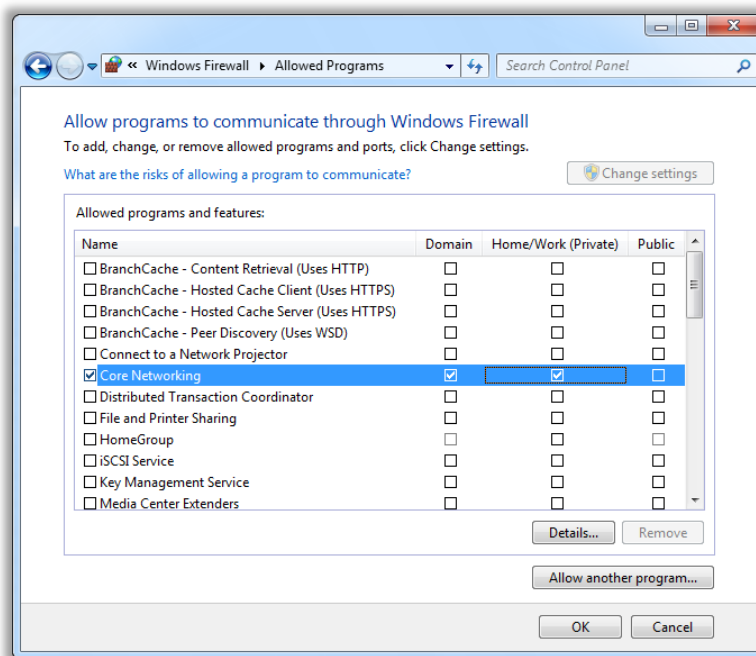 « Windows Firewall Allowed Programs Search Control Panel
Allow programs to communicate through Windows Firewall
To add, change, or remove allowed programs and ports, click Change settings.
What are the risks of allowing a program to communicate? Change settings
Allowed programs and features:
Name Domain Home/Work (Private) Public
BranchCache - Content Retrieval (Uses HTTP)
BranchCache - Hosted Cache Client (Uses HTTPS)
BranchCache - Hosted Cache Server (Uses HTTPS)
BranchCache - Peer Discovery (Uses WSD)
Connect to a Network Projector
Core Networking
Distributed Transaction Coordinator
File and Printer Sharing
HomeGroup
iSCSI Service
Key Management Service
Media Center Extenders
Details... Remove
Allow another program...
OK Cancel